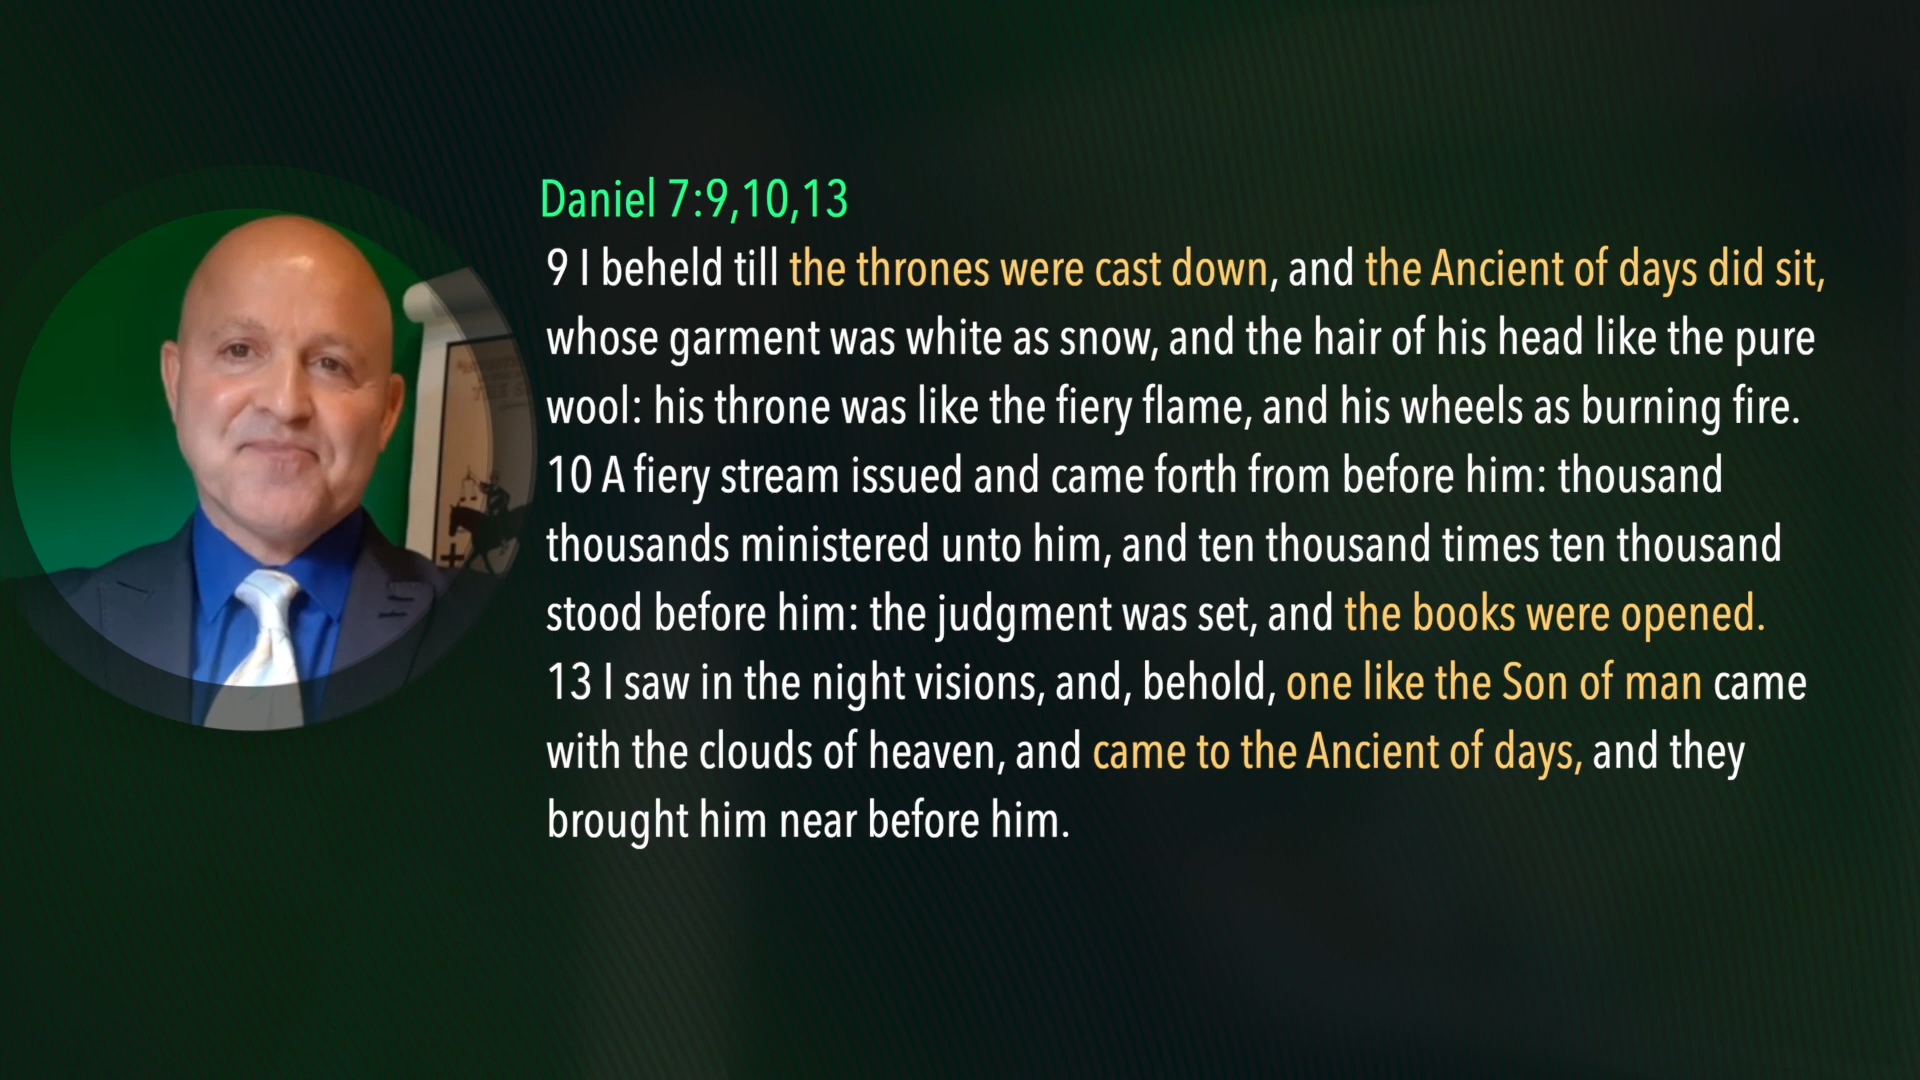 Daniel 7:9,10,13
9 I beheld till the thrones were cast down, and the Ancient of days did sit,
whose garment was white as snow, and the hair of his head like the pure
wool: his throne was like the fiery flame, and his wheels as burning fire.
10 A fiery stream issued and came forth from before him: thousand
thousands ministered unto him, and ten thousand times ten thousand
stood before him: the judgment was set, and the books were opened.
13 I saw in the night visions, and, behold, one like the Son of man came
with the clouds of heaven, and came to the Ancient of days, and they
brought him near before him.